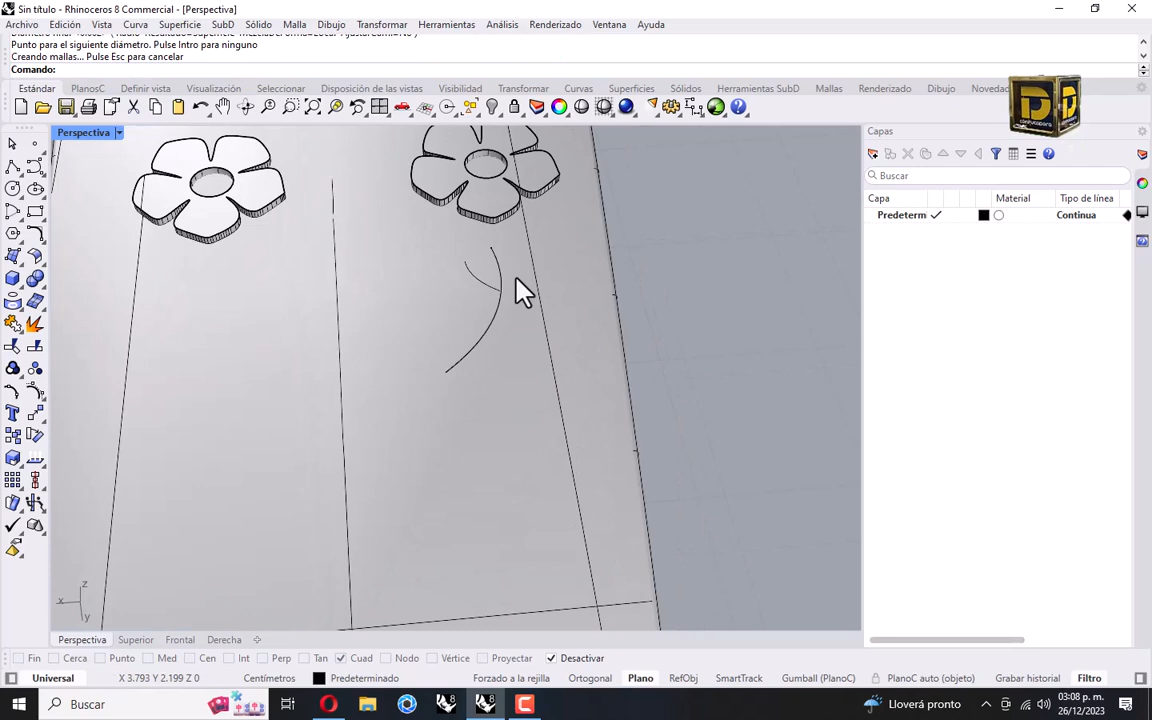 Sin título - Rhinoceros 8 Commercial - [Perspectiva]
Archivo Edición Vista Curva Superficie SubD Sólido Malla Dibujo Transformar Herramientas Análisis Renderizado Ventana Ayuda
Punto para el siguiente diámetro. Pulse Intro para ninguno
Creando mallas... Pulse Esc para cancelar
Comando:
Estándar PlanosC Definir vista Visualización Seleccionar Disposición de las vistas Visibilidad Transformar Curvas Superficies Sólidos Herramientas SubD Mallas Renderizado Dibujo Novedad
Perspectiva
Capas
Buscar
Capa Material Tipo de línea
Predeterm Continua
z
x
y
Perspectiva Superior Frontal Derecha
Fin Cerca Punto Med Cen Int Perp Tan Cuad Nodo Vértice Proyectar Desactivar
Universal X 3.793 Y 2.199 Z 0 Centímetros Predeterminado Forzado a la rejilla Ortogonal Plano RefObj SmartTrack Gumball (PlanoC) PlanoC auto (objeto) Grabar historial Filtro
Buscar Lloverá pronto 03:08 p. m.
26/12/2023